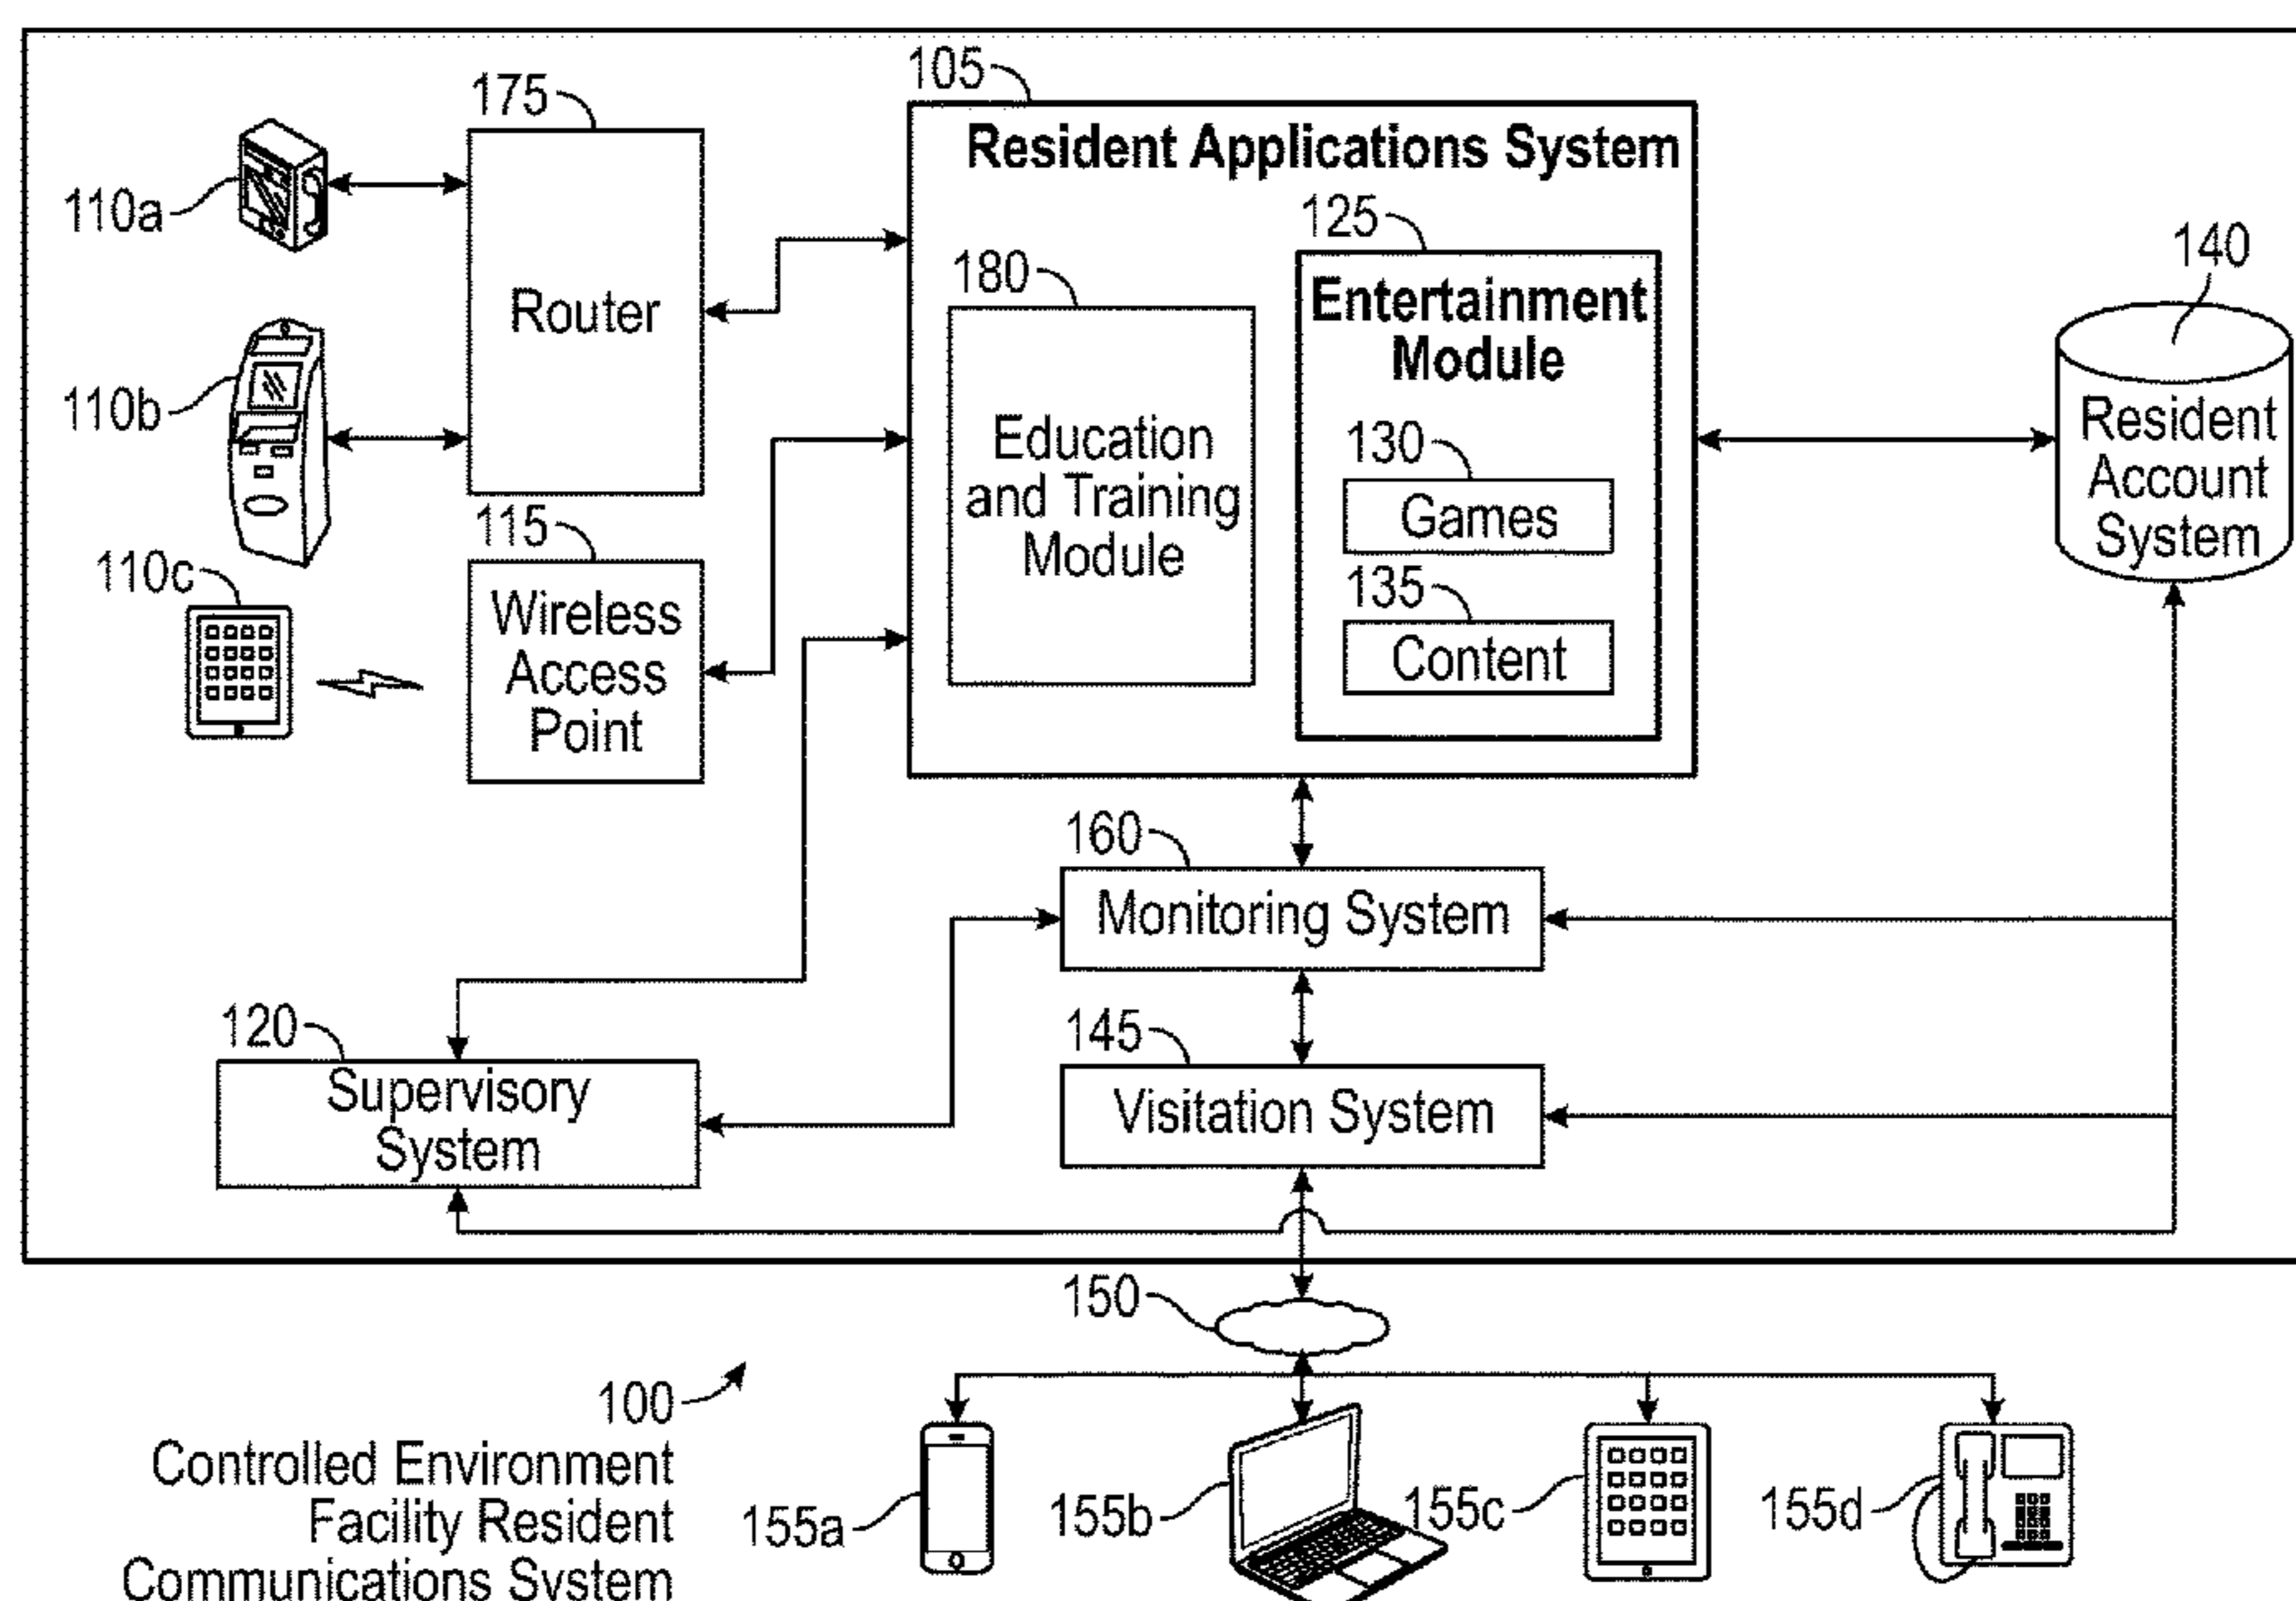 105
175
Resident Applications System
110a
125
140
180
Entertainment
Module
Router
110b
Resident
Account
System
Education
and Training
Module
130
Games
115
110c
135
Wireless
Access
Point
Content
160
Monitoring System
120
145
Supervisory
System
Visitation System
150
100
Controlled Environment
Facility Resident
Communications System
155a
155b
155c
155d